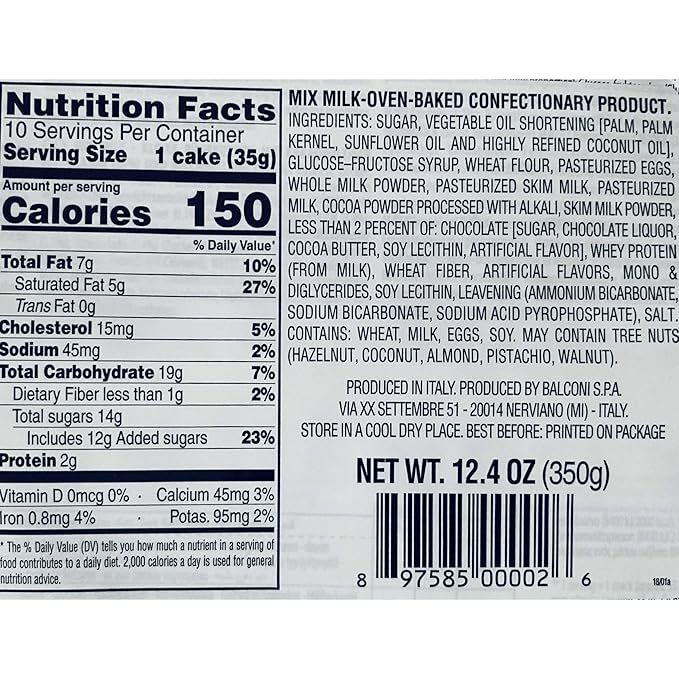 Nutrition Facts
10 Servings Per Container
Serving Size 1 cake (35g)
Amount per serving
Calories 150
% Daily Value*
Total Fat 7g 10%
Saturated Fat 5g 27%
Trans Fat 0g
Cholesterol 15mg 5%
Sodium 45mg 2%
Total Carbohydrate 19g 7%
Dietary Fiber less than 1g 2%
Total sugars 14g
Includes 12g Added sugars 23%
Protein 2g
Vitamin D 0mcg 0% · Calcium 45mg 3%
Iron 0.8mg 4% · Potas. 95mg 2%
* The % Daily Value (DV) tells you how much a nutrient in a serving of
food contributes to a daily diet. 2,000 calories a day is used for general
nutrition advice.
MIX MILK-OVEN-BAKED CONFECTIONARY PRODUCT.
INGREDIENTS: SUGAR, VEGETABLE OIL SHORTENING [PALM, PALM
KERNEL, SUNFLOWER OIL AND HIGHLY REFINED COCONUT OIL],
GLUCOSE–FRUCTOSE SYRUP, WHEAT FLOUR, PASTEURIZED EGGS,
WHOLE MILK POWDER, PASTEURIZED SKIM MILK, PASTEURIZED
MILK, COCOA POWDER PROCESSED WITH ALKALI, SKIM MILK POWDER,
LESS THAN 2 PERCENT OF: CHOCOLATE [SUGAR, CHOCOLATE LIQUOR,
COCOA BUTTER, SOY LECITHIN, ARTIFICIAL FLAVOR], WHEY PROTEIN
(FROM MILK), WHEAT FIBER, ARTIFICIAL FLAVORS, MONO &
DIGLYCERIDES, SOY LECITHIN, LEAVENING (AMMONIUM BICARBONATE,
SODIUM BICARBONATE, SODIUM ACID PYROPHOSPHATE), SALT.
CONTAINS: WHEAT, MILK, EGGS, SOY. MAY CONTAIN TREE NUTS
(HAZELNUT, COCONUT, ALMOND, PISTACHIO, WALNUT).
PRODUCED IN ITALY. PRODUCED BY BALCONI S.P.A.
VIA XX SETTEMBRE 51 - 20014 NERVIANO (MI) - ITALY.
STORE IN A COOL DRY PLACE. BEST BEFORE: PRINTED ON PACKAGE
NET WT. 12.4 OZ (350g)
8 97585 00002 6
18/01a